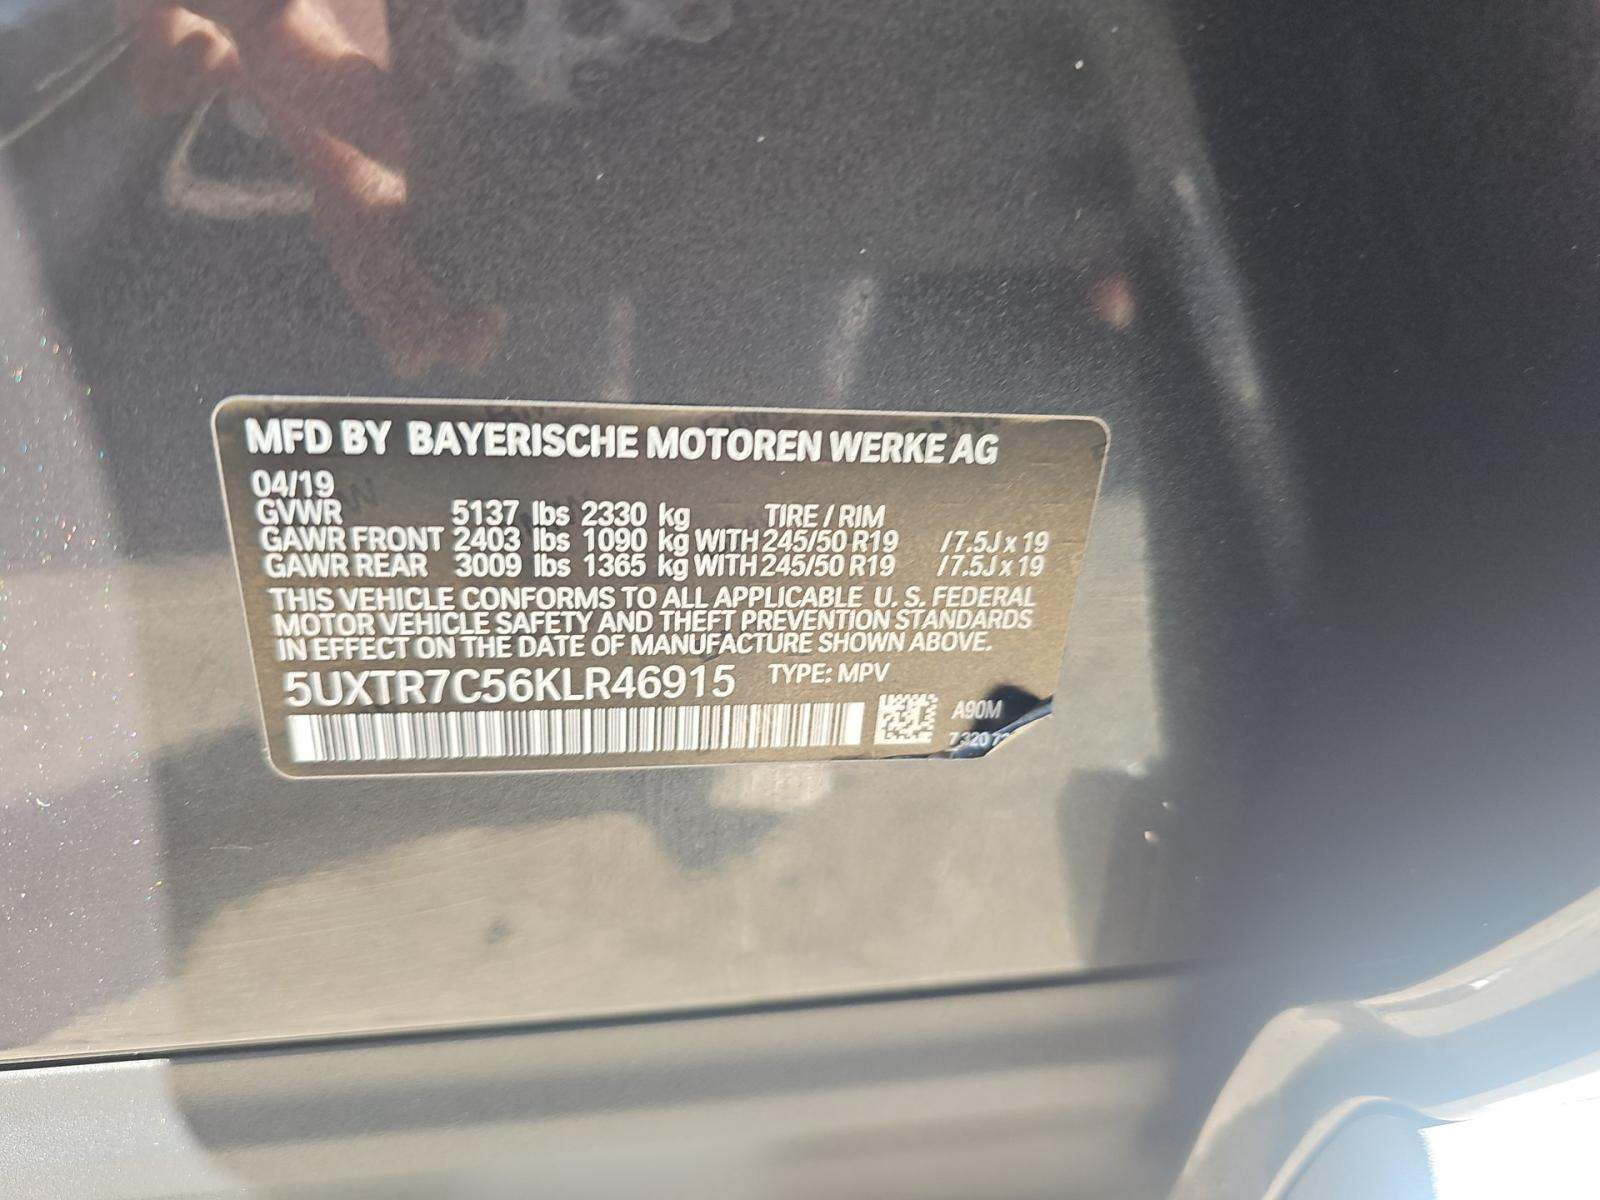 MFD BY BAYERISCHE MOTOREN WERKE AG
04/19
GVWR 5137 lbs 2330 kg TIRE / RIM
GAWR FRONT 2403 lbs 1090 kg WITH 245/50 R19 / 7.5J x 19
GAWR REAR 3009 lbs 1365 kg WITH 245/50 R19 / 7.5J x 19
THIS VEHICLE CONFORMS TO ALL APPLICABLE U. S. FEDERAL
MOTOR VEHICLE SAFETY AND THEFT PREVENTION STANDARDS
IN EFFECT ON THE DATE OF MANUFACTURE SHOWN ABOVE.
5UXTR7C56KLR46915 TYPE: MPV
A90M